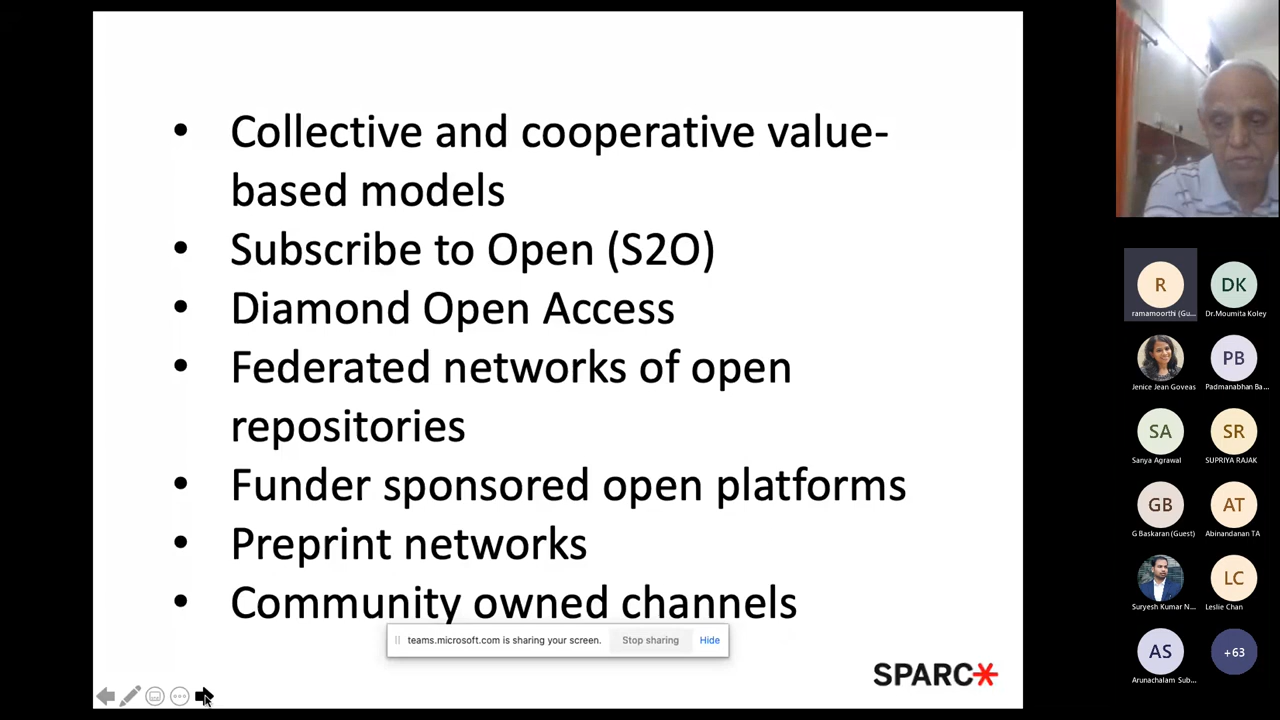 • Collective and cooperative value-
based models
• Subscribe to Open (S2O)
• Diamond Open Access
• Federated networks of open
repositories
• Funder sponsored open platforms
• Preprint networks
• Community owned channels
teams.microsoft.com is sharing your screen. Stop sharing Hide
SPARC
R DK
ramamoorthi (Gu... Dr.Moumita Koley
PB
Jenice Jean Goveas Padmanabhan Ba...
SA SR
Sanya Agrawal SUPRIYA RAJAK
GB AT
G Baskaran (Guest) Abinandanan TA
LC
Suryesh Kumar N... Leslie Chan
AS +63
Arunachalam Sub...